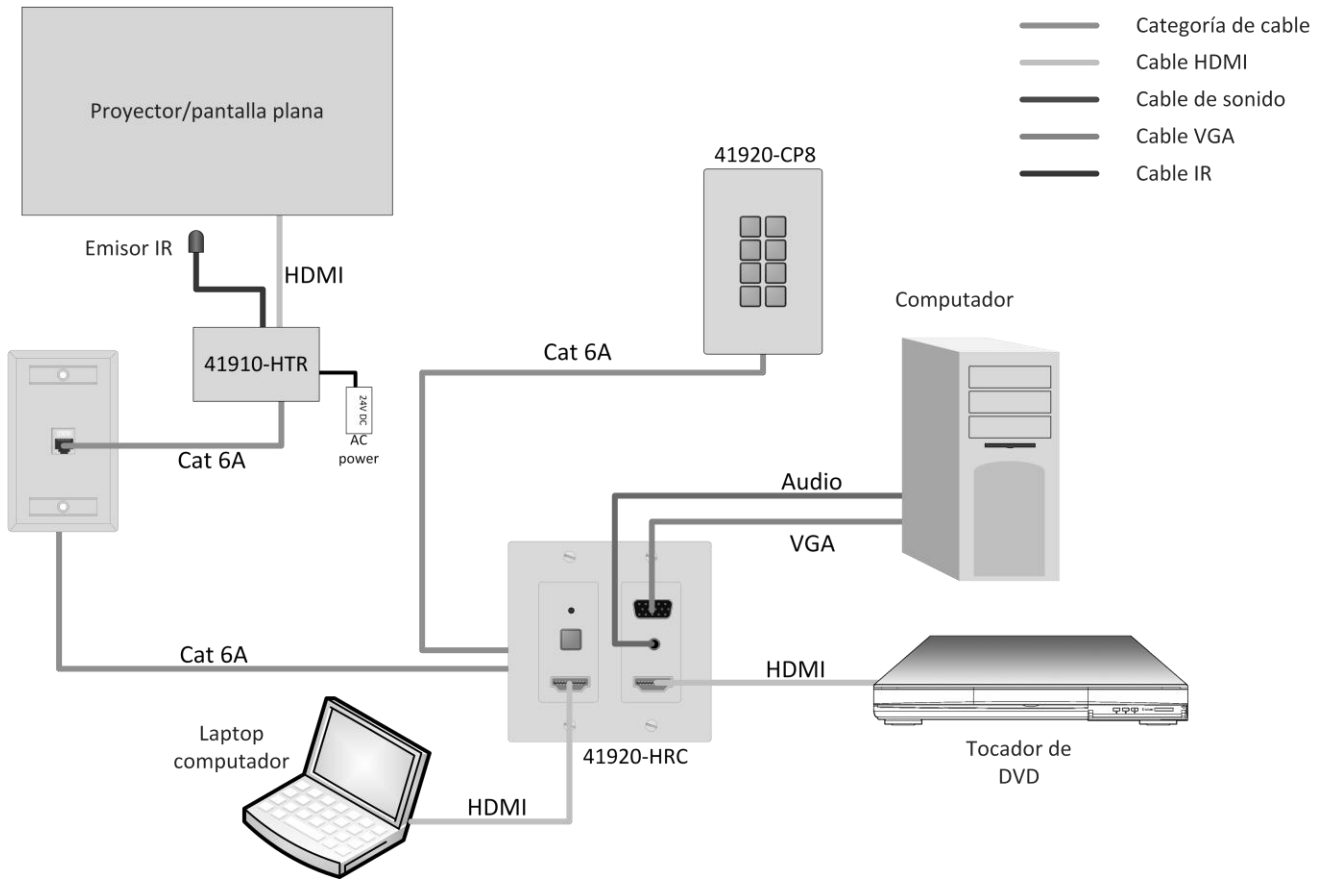 Categoría de cable
Cable HDMI
Cable de sonido
Cable VGA
Cable IR
Proyector/pantalla plana
41920-CP8
Emisor IR
HDMI
Computador
41910-HTR
Cat 6A
24V DC
AC
power
Cat 6A
Audio
VGA
Cat 6A
HDMI
Laptop
computador
41920-HRC
Tocador de
DVD
HDMI